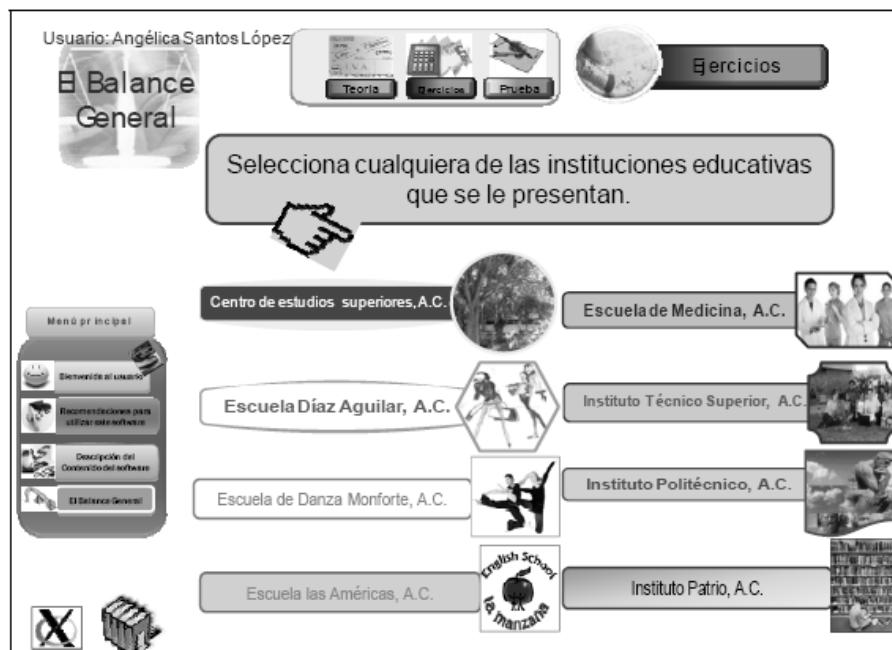 Usuario: Angélica Santos López
El Balance
General
Teoría
Ejercicios
Prueba
Ejercicios
Selecciona cualquiera de las instituciones educativas
que se le presentan.
Centro de estudios superiores, A.C.
Escuela de Medicina, A.C.
Escuela Díaz Aguilar, A.C.
Instituto Técnico Superior, A.C.
Escuela de Danza Monforte, A.C.
Instituto Politécnico, A.C.
Escuela las Américas, A.C.
English School
la manzana
Instituto Patrio, A.C.
Menú principal
Bienvenida al usuario
Recomendaciones para
utilizar este software
Descripción del
Contenido del software
El Balance General